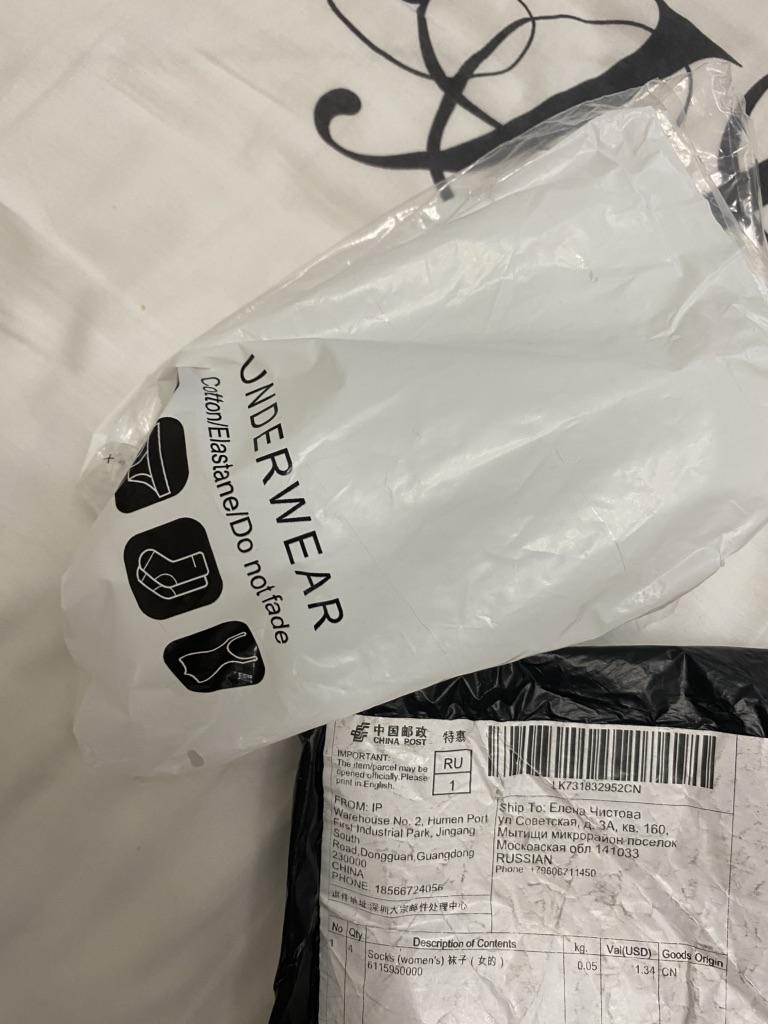 UNDERWEAR
Cotton/Elastane/Do not fade
中国邮政
CHINA POST
特惠
IMPORTANT:
The item/parcel may be
opened officially.Please
print in English.
RU
1
LK731832952CN
FROM: IP
Warehouse No. 2, Humen Port
First Industrial Park, Jingang
South
Road,Dongguan,Guangdong
230000
CHINA
PHONE: 18566724056
退件地址:深圳大宗邮件处理中心
Ship To: Елена Чистова
ул Советская, д. 3А, кв. 160,
Мытищи микрорайон поселок
Московская обл 141033
RUSSIAN
Phone: +79606711450
No Qty Description of Contents kg. Val(USD) Goods Origin
1 4 Socks (women's) 袜子 ( 女的 ) 0.05 1.34 CN
6115950000